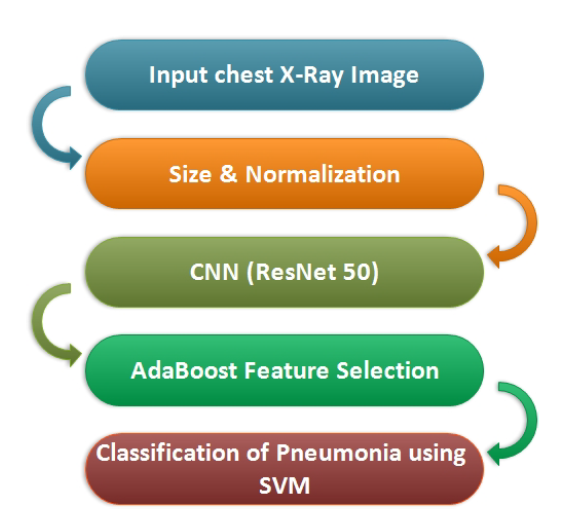 Input chest X-Ray Image
Size & Normalization
CNN (ResNet 50)
AdaBoost Feature Selection
Classification of Pneumonia using
SVM